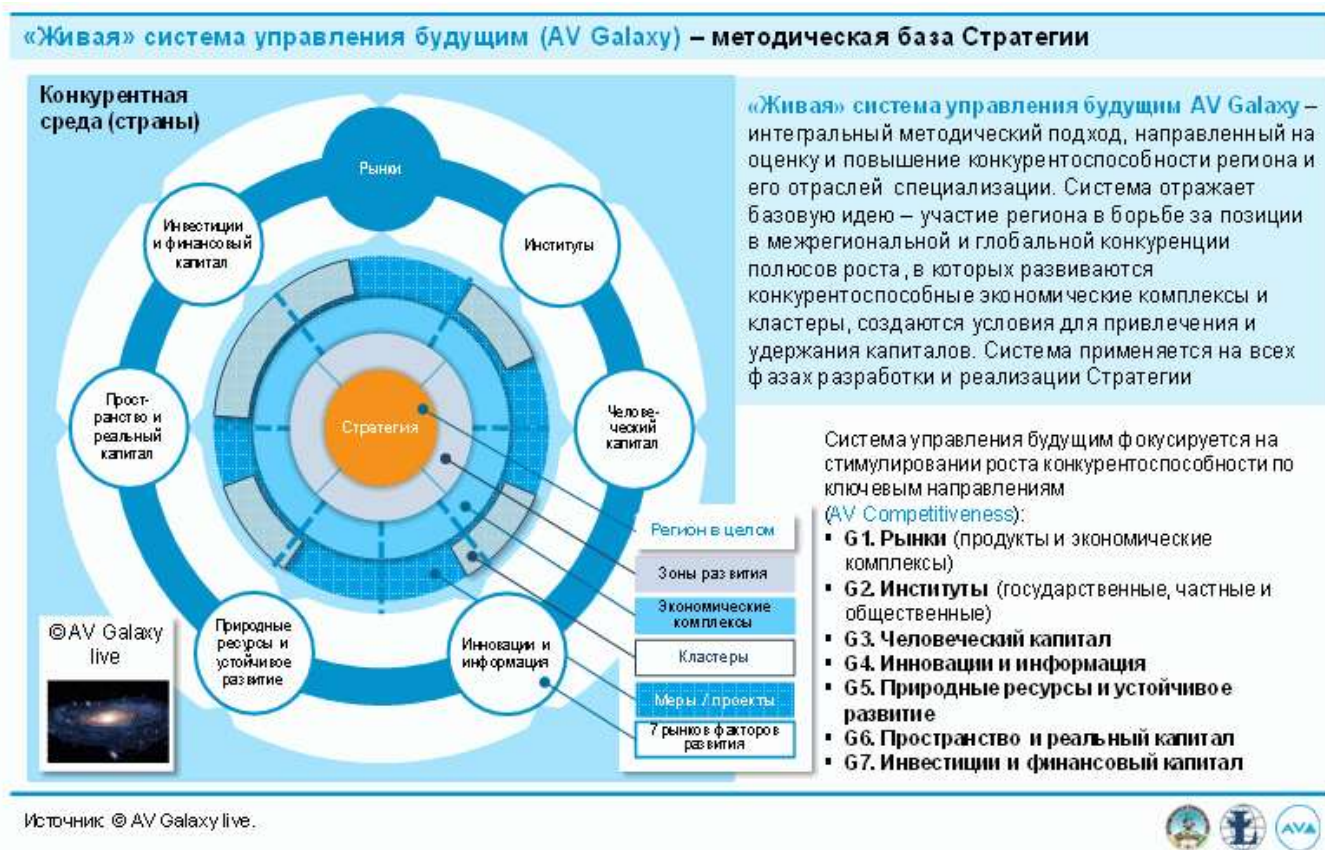 «Живая» система управления будущим (AV Galaxy) – методическая база Стратегии
Конкурентная
среда (страны)
Рынки
Инвестиции
и финансовый
капитал
Институты
Прост-
ранство и
реальный
капитал
Стратегия
Челове-
ческий
капитал
Природные
ресурсы и
устойчивое
развитие
Инновации и
информация
©AV Galaxy
live
Регион в целом
Зоны развития
Экономические
комплексы
Кластеры
Меры / проекты
7 рынков факторов
развития
«Живая» система управления будущим AV Galaxy –
интегральный методический подход, направленный на
оценку и повышение конкурентоспособности региона и
его отраслей специализации. Система отражает
базовую идею – участие региона в борьбе за позиции
в межрегиональной и глобальной конкуренции
полюсов роста, в которых развиваются
конкурентоспособные экономические комплексы и
кластеры, создаются условия для привлечения и
удержания капиталов. Система применяется на всех
фазах разработки и реализации Стратегии
Система управления будущим фокусируется на
стимулировании роста конкурентоспособности по
ключевым направлениям
(AV Competitiveness):
▪ G1. Рынки (продукты и экономические
комплексы)
▪ G2. Институты (государственные, частные и
общественные)
▪ G3. Человеческий капитал
▪ G4. Инновации и информация
▪ G5. Природные ресурсы и устойчивое
развитие
▪ G6. Пространство и реальный капитал
▪ G7. Инвестиции и финансовый капитал
Источник: © AV Galaxy live.
AV